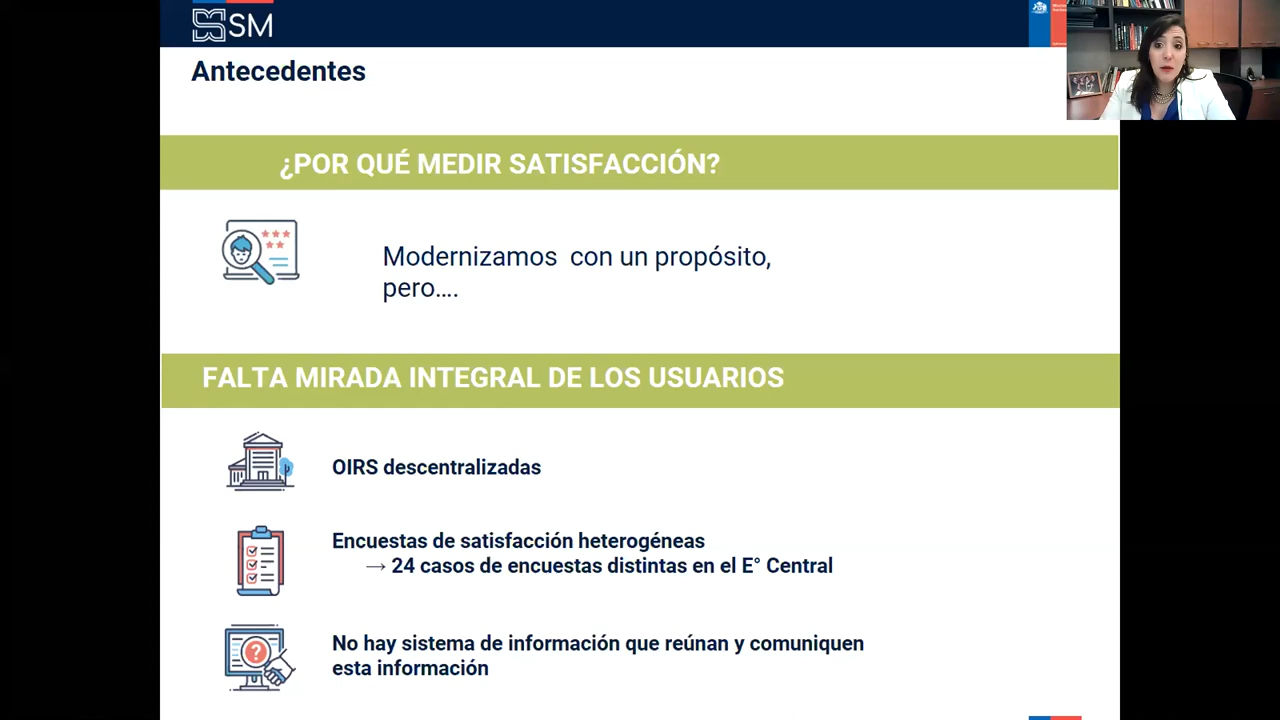 SM
Antecedentes
¿POR QUÉ MEDIR SATISFACCIÓN?
Modernizamos con un propósito,
pero....
FALTA MIRADA INTEGRAL DE LOS USUARIOS
OIRS descentralizadas
Encuestas de satisfacción heterogéneas
→ 24 casos de encuestas distintas en el E° Central
No hay sistema de información que reúnan y comuniquen
esta información